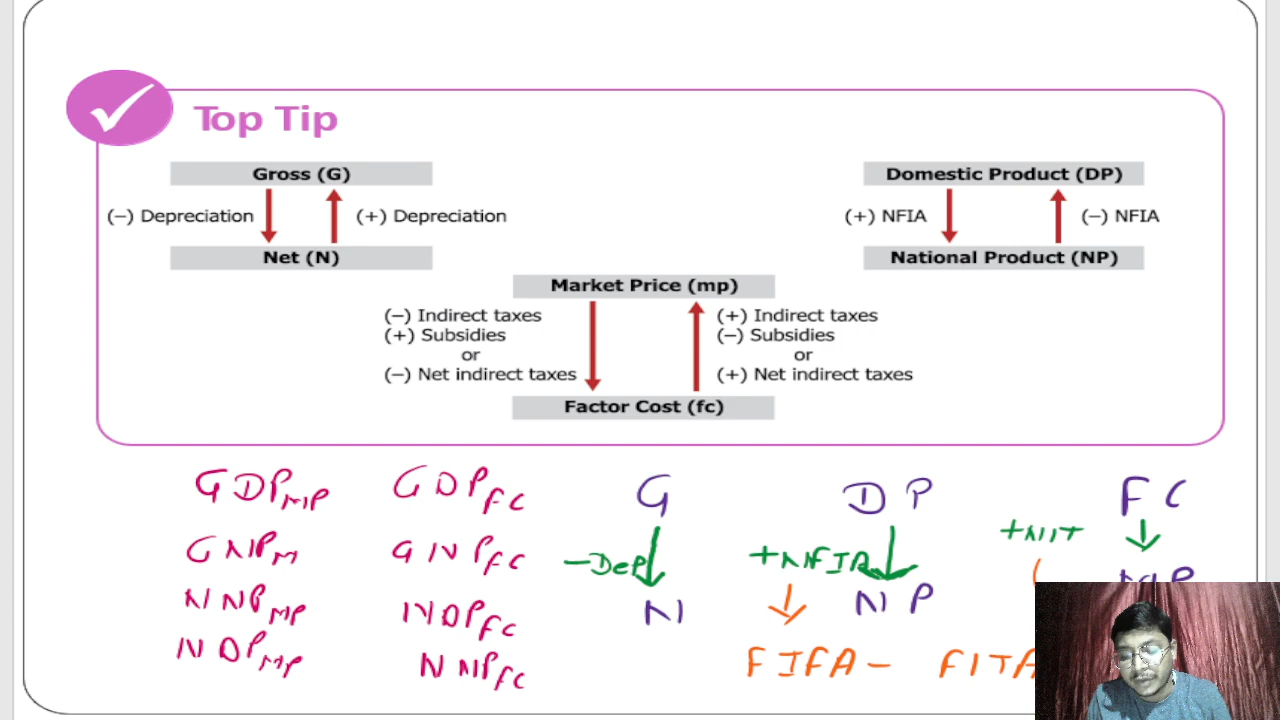 Top Tip
Gross (G)
(−) Depreciation
(+) Depreciation
Net (N)
Domestic Product (DP)
(+) NFIA
(−) NFIA
National Product (NP)
Market Price (mp)
(−) Indirect taxes
(+) Subsidies
or
(−) Net indirect taxes
(+) Indirect taxes
(−) Subsidies
or
(+) Net indirect taxes
Factor Cost (fc)
GDPMP
GNPM
NNPMP
NDPMP
GDPFC
GNPFC
NDPFC
NNPFC
G
−Dep
N
DP
+NFIA
NP
FIFA − FITA
FC
+NIT